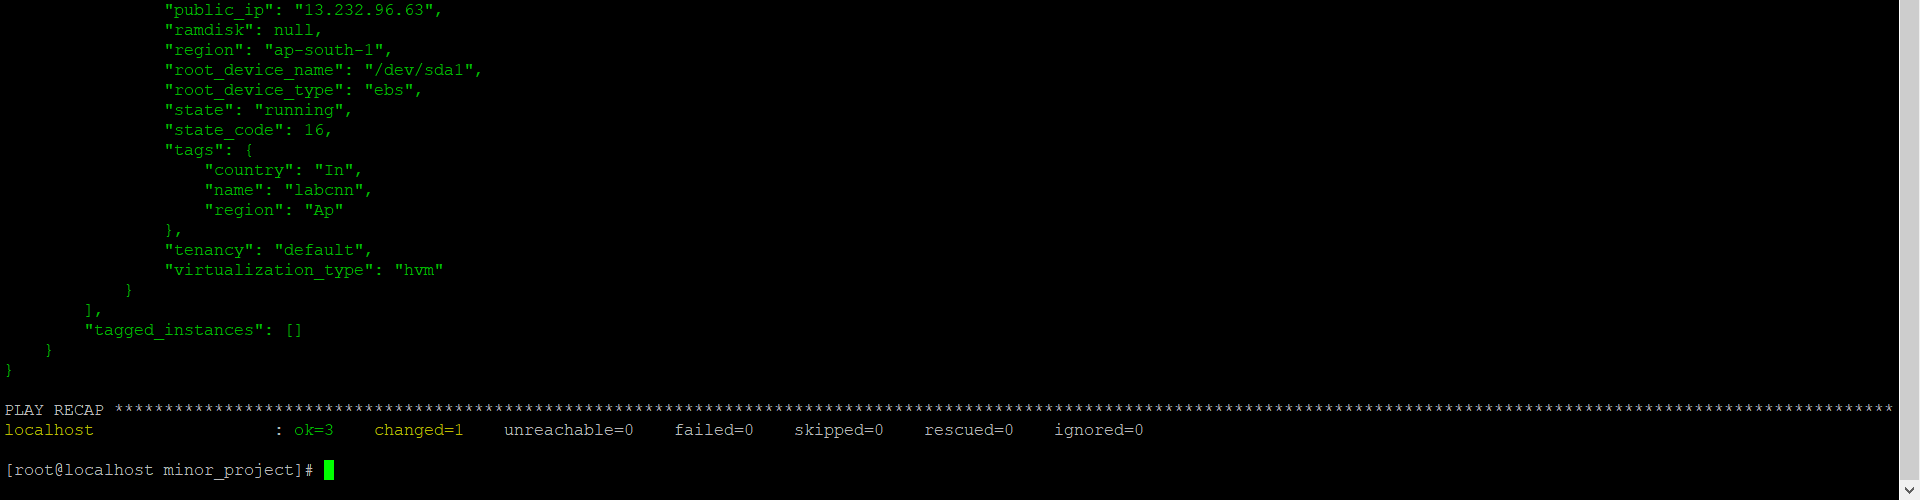 "public_ip": "13.232.96.63",
"ramdisk": null,
"region": "ap-south-1",
"root_device_name": "/dev/sda1",
"root_device_type": "ebs",
"state": "running",
"state_code": 16,
"tags": {
"country": "In",
"name": "labcnn",
"region": "Ap"
},
"tenancy": "default",
"virtualization_type": "hvm"
}
],
"tagged_instances": []
}
}
PLAY RECAP **********************************************************************************************************************************************************************************
localhost : ok=3 changed=1 unreachable=0 failed=0 skipped=0 rescued=0 ignored=0
[root@localhost minor_project]#